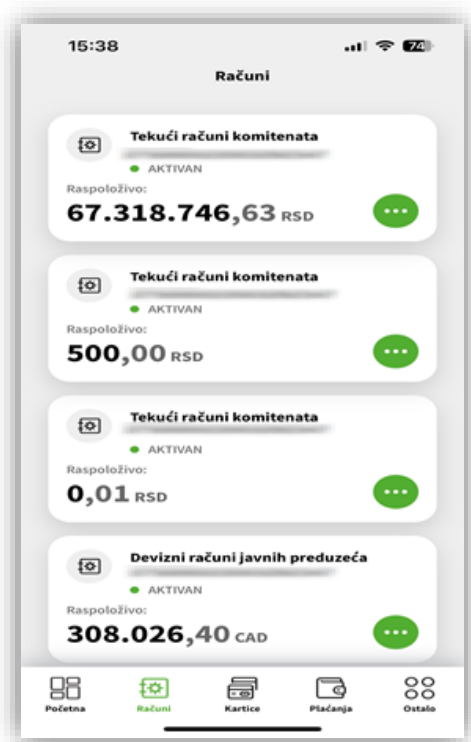 15:38 74
Računi
Tekući računi komitenata
AKTIVAN
Raspoloživo:
67.318.746,63 RSD
Tekući računi komitenata
AKTIVAN
Raspoloživo:
500,00 RSD
Tekući računi komitenata
AKTIVAN
Raspoloživo:
0,01 RSD
Devizni računi javnih preduzeća
AKTIVAN
Raspoloživo:
308.026,40 CAD
Početna Računi Kartice Plaćanja Ostalo